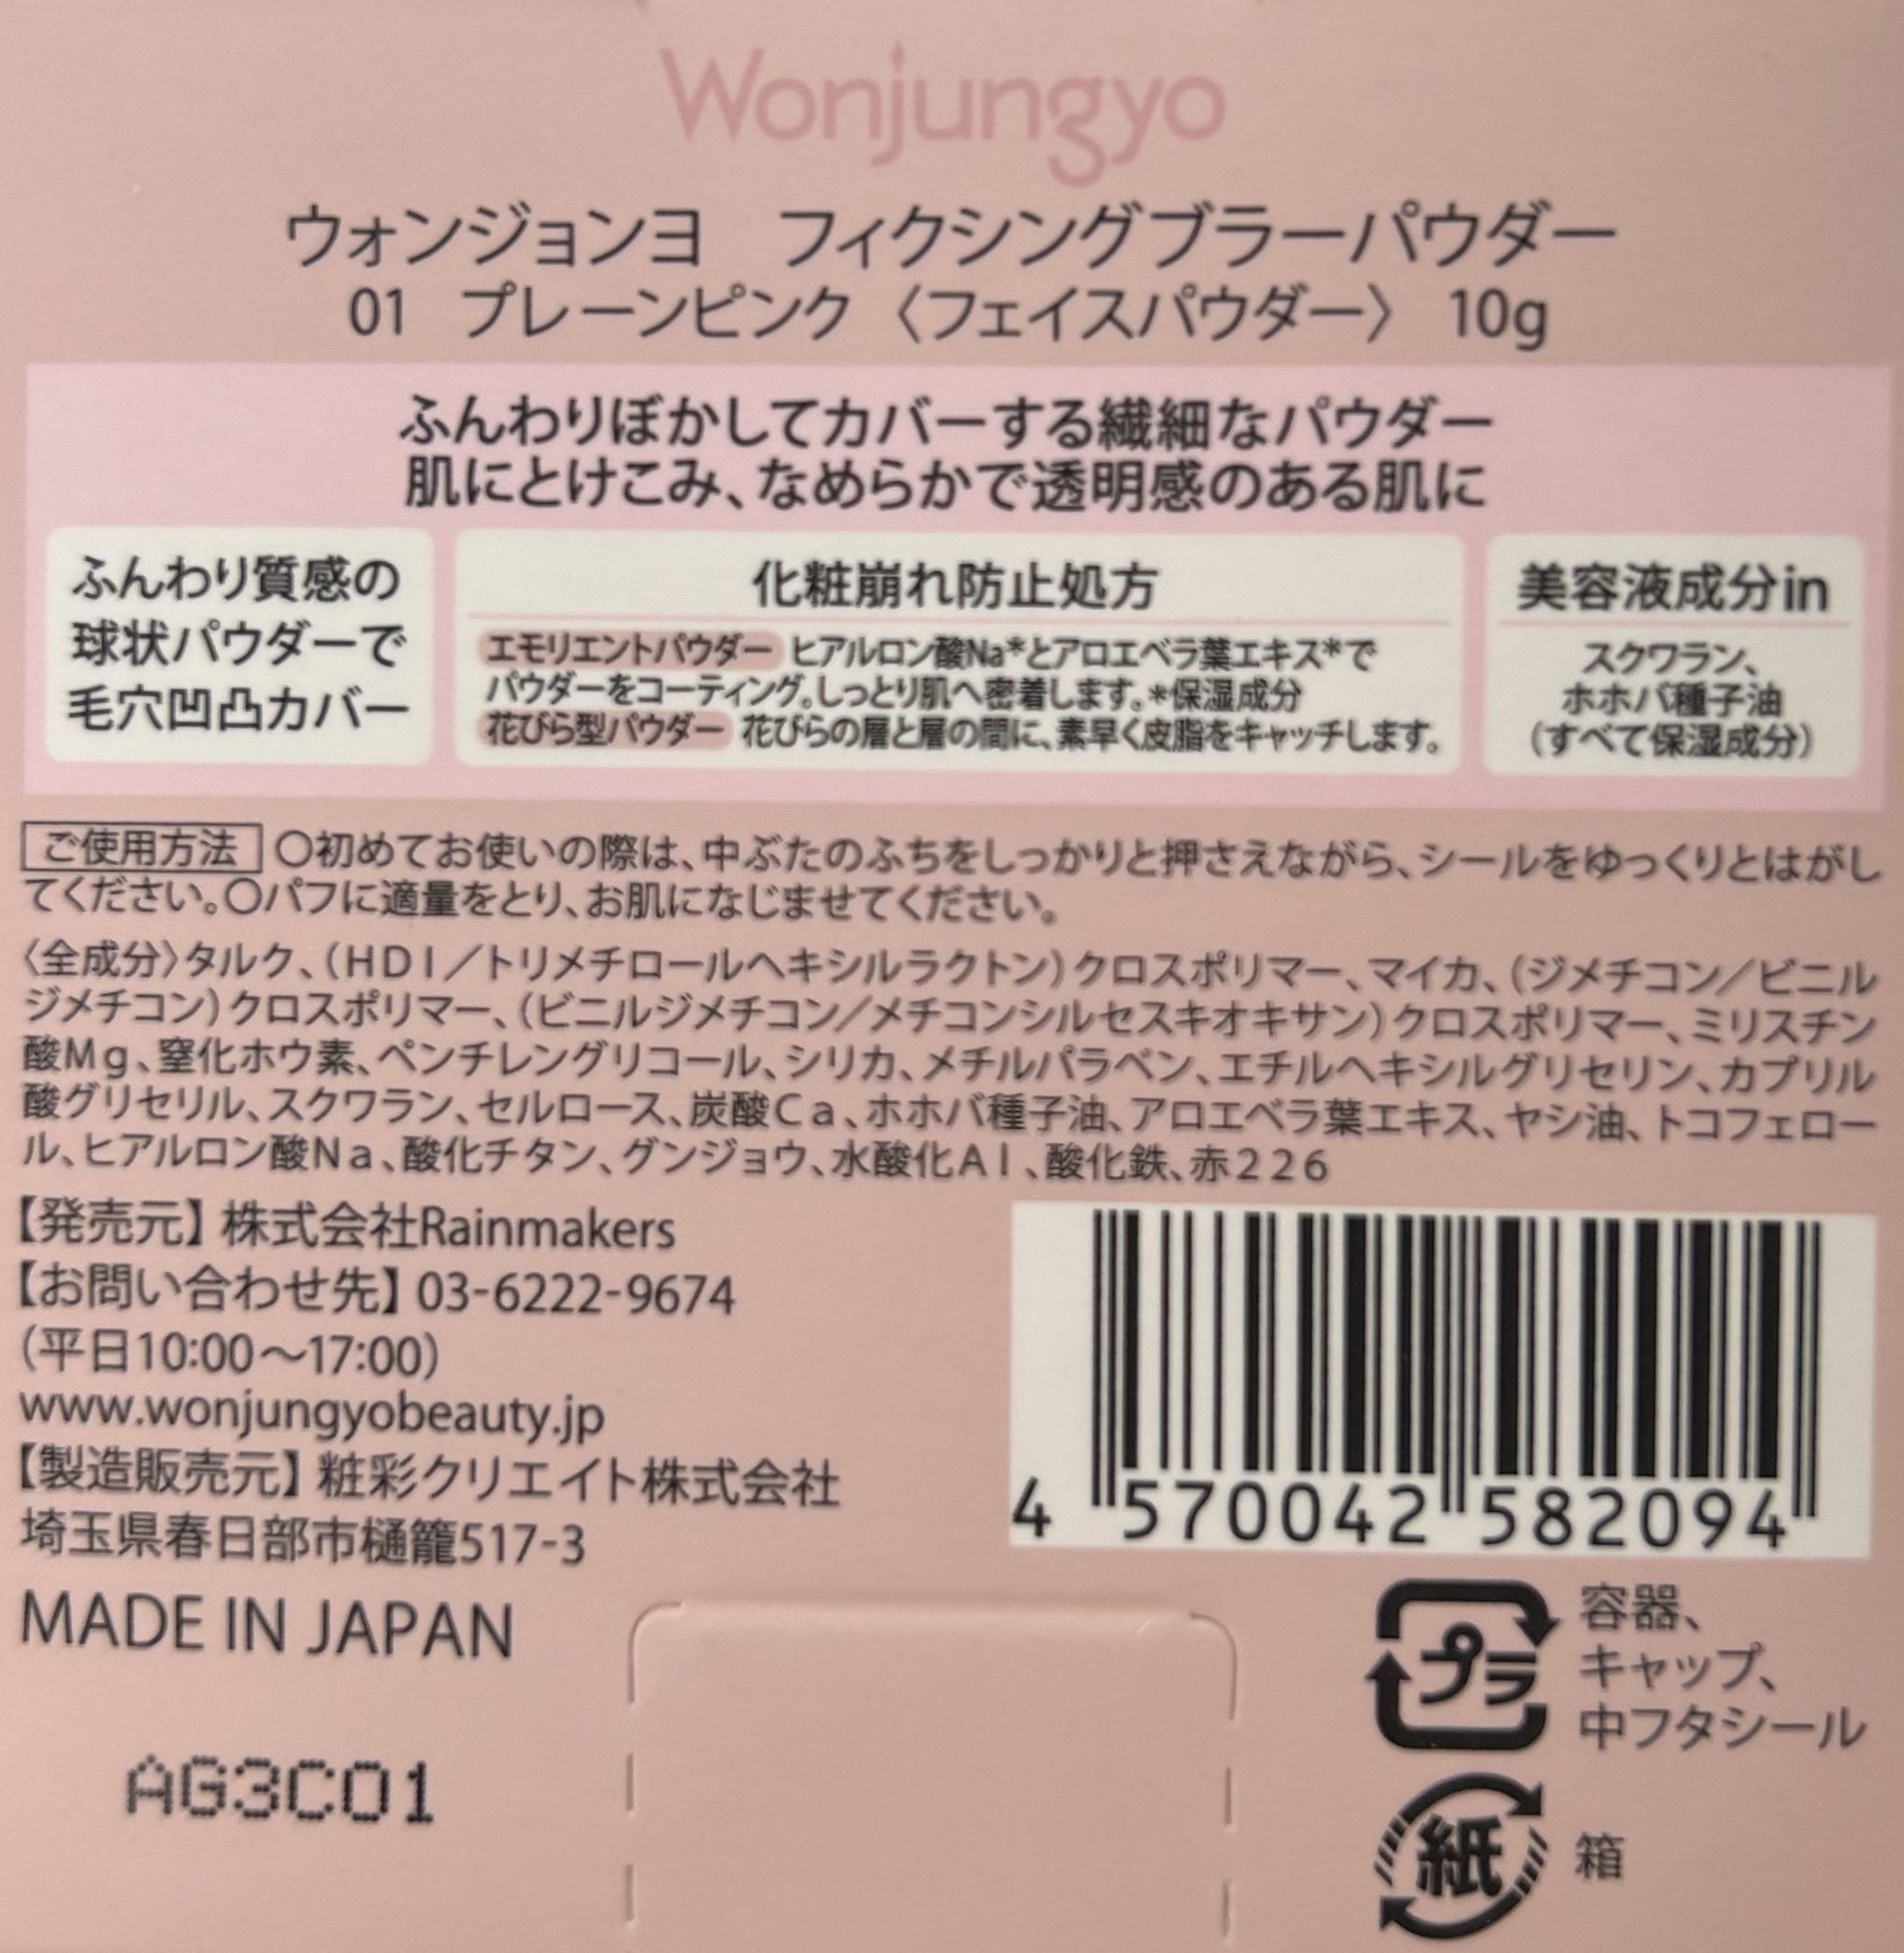 Wonjungyo
ウォンジョンヨ　フィクシングブラーパウダー
01　プレーンピンク〈フェイスパウダー〉10g
ふんわりぼかしてカバーする繊細なパウダー
肌にとけこみ、なめらかで透明感のある肌に
ふんわり質感の
球状パウダーで
毛穴凹凸カバー
化粧崩れ防止処方
エモリエントパウダー ヒアルロン酸Na*とアロエベラ葉エキス*で
パウダーをコーティング。しっとり肌へ密着します。*保湿成分
花びら型パウダー 花びらの層と層の間に、素早く皮脂をキャッチします。
美容液成分in
スクワラン、
ホホバ種子油
(すべて保湿成分)
ご使用方法 〇初めてお使いの際は、中ぶたのふちをしっかりと押さえながら、シールをゆっくりとはがし
てください。〇パフに適量をとり、お肌になじませてください。
〈全成分〉タルク、（ＨＤＩ／トリメチロールヘキシルラクトン）クロスポリマー、マイカ、（ジメチコン／ビニル
ジメチコン）クロスポリマー、（ビニルジメチコン／メチコンシルセスキオキサン）クロスポリマー、ミリスチン
酸Ｍｇ、窒化ホウ素、ペンチレングリコール、シリカ、メチルパラベン、エチルヘキシルグリセリン、カプリル
酸グリセリル、スクワラン、セルロース、炭酸Ｃａ、ホホバ種子油、アロエベラ葉エキス、ヤシ油、トコフェロー
ル、ヒアルロン酸Ｎａ、酸化チタン、グンジョウ、水酸化Ａｌ、酸化鉄、赤２２６
【発売元】株式会社Rainmakers
【お問い合わせ先】03-6222-9674
（平日10:00～17:00）
www.wonjungyobeauty.jp
【製造販売元】粧彩クリエイト株式会社
埼玉県春日部市樋籠517-3
MADE IN JAPAN
AG3C01
4 570042 582094
プラ
容器、
キャップ、
中フタシール
紙
箱